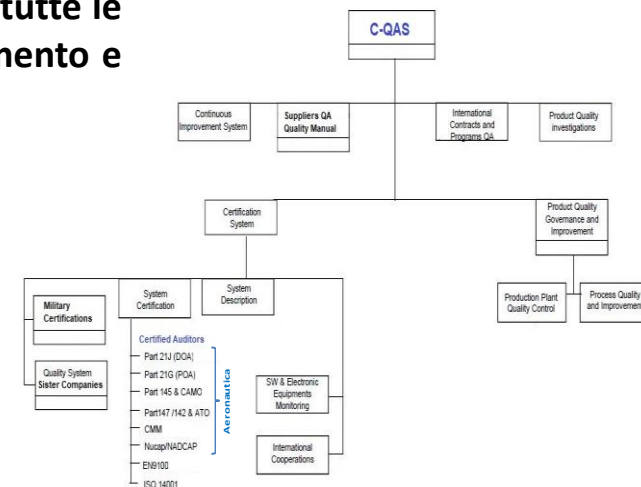 tutte le
mento e
C-QAS
Continuous
Improvement System
Suppliers QA
Quality Manual
International
Contracts and
Programs QA
Product Quality
investigations
Certification
System
Product Quality
Governance and
Improvement
Military
Certifications
System
Certification
System
Description
Production Plant
Quality Control
Process Quality
and Improvemen
Quality System
Sister Companies
Certified Auditors
Part 21J (DOA)
Part 21G (POA)
Part 145 & CAMO
Part147 /142 & ATO
CMM
Nucap/NADCAP
EN9100
ISO 14001
Aeronautica
SW & Electronic
Equipments
Monitoring
International
Cooperations